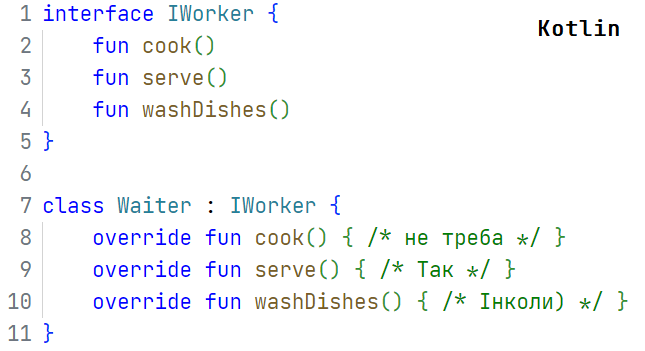 1 interface IWorker {
Kotlin
2     fun cook()
3     fun serve()
4     fun washDishes()
5 }
6
7 class Waiter : IWorker {
8     override fun cook() { /* не треба */ }
9     override fun serve() { /* Так */ }
10     override fun washDishes() { /* Інколи) */ }
11 }